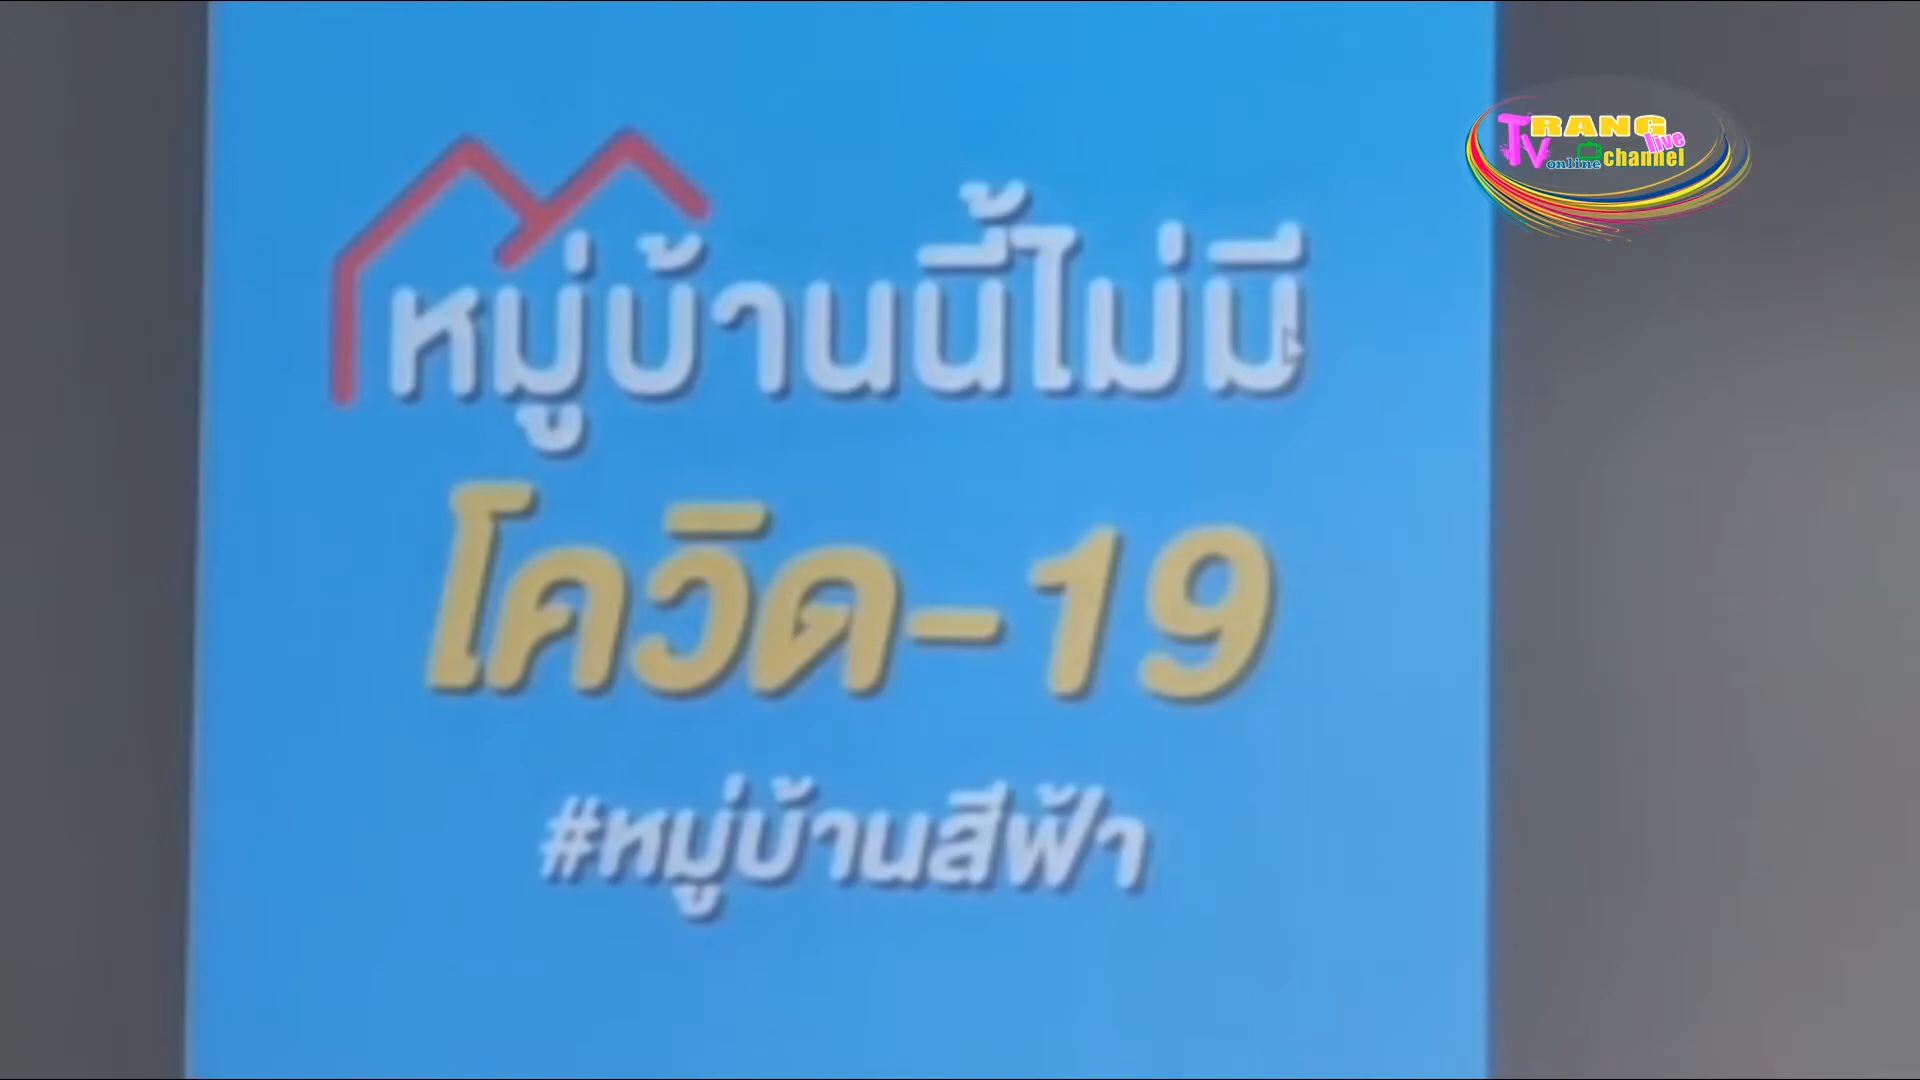 หมู่บ้านนี้ไม่มี
โควิด-19
#หมู่บ้านสีฟ้า
TRANG
TV online channel live